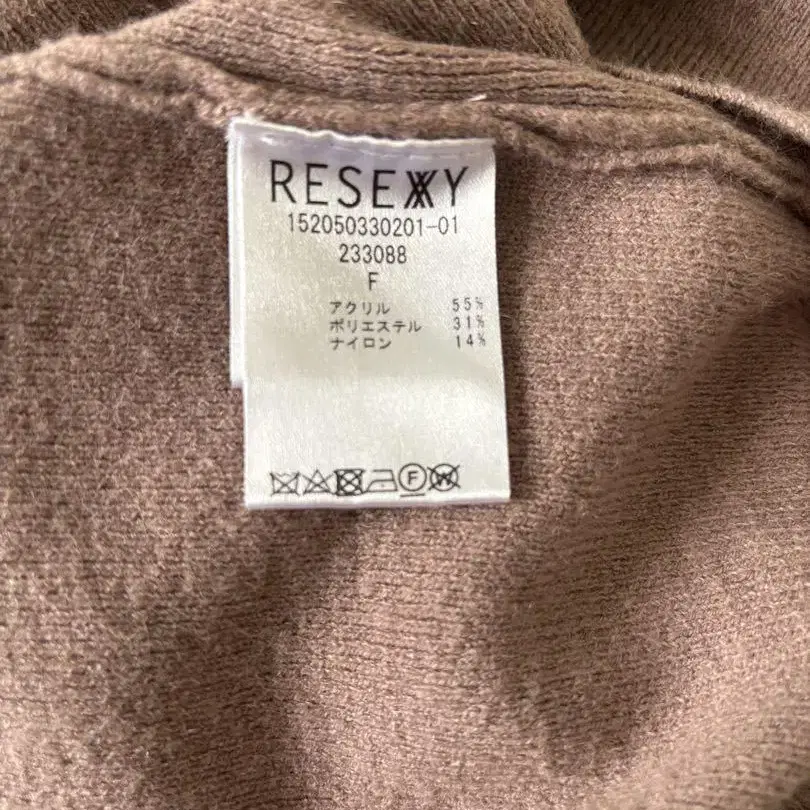 RESEXXY
152050330201-01
233088
F
アクリル 55%
ポリエステル 31%
ナイロン 14%
F W